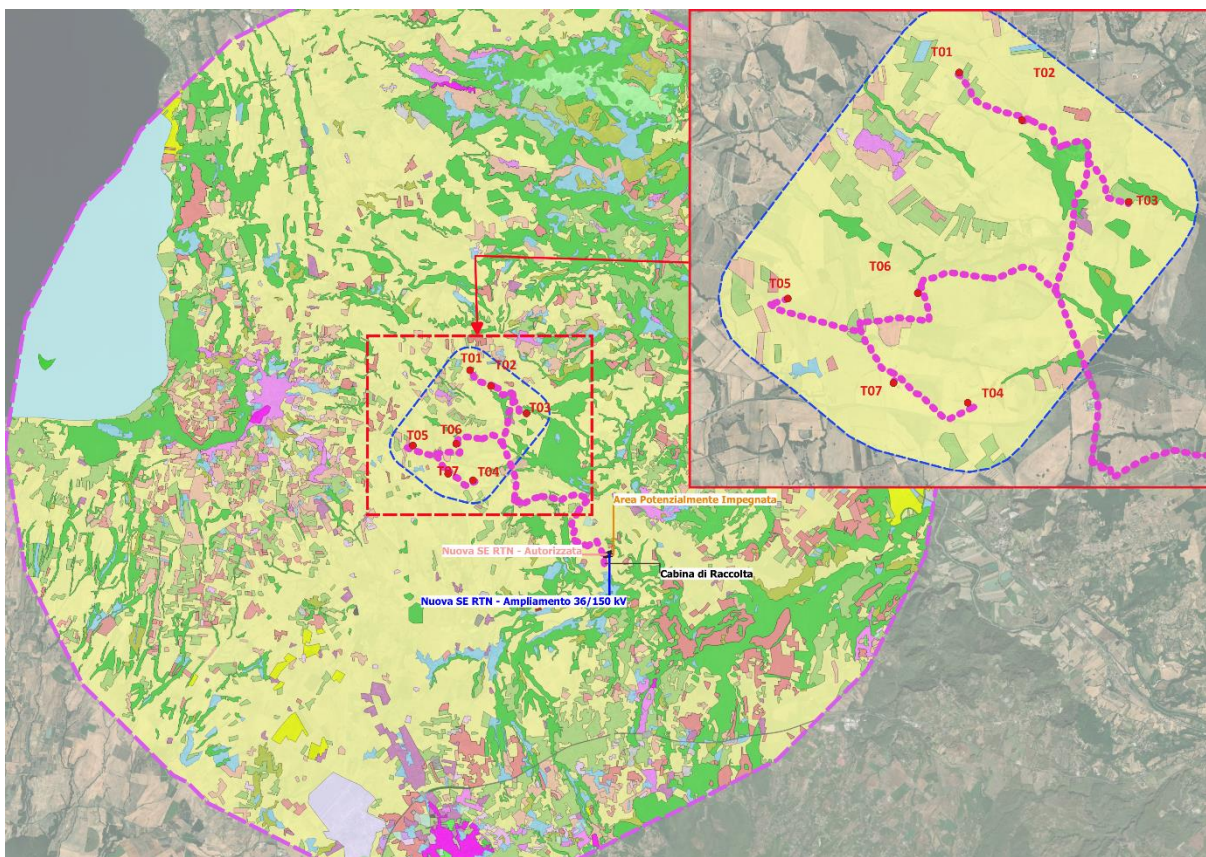 T01
T02
T03
T06
T05
T07
T04
T01
T02
T03
T05
T06
T07
T04
Area Potenzialmente Impegnata
Nuova SE RTN - Autorizzata
Cabina di Raccolta
Nuova SE RTN - Ampliamento 36/150 kV